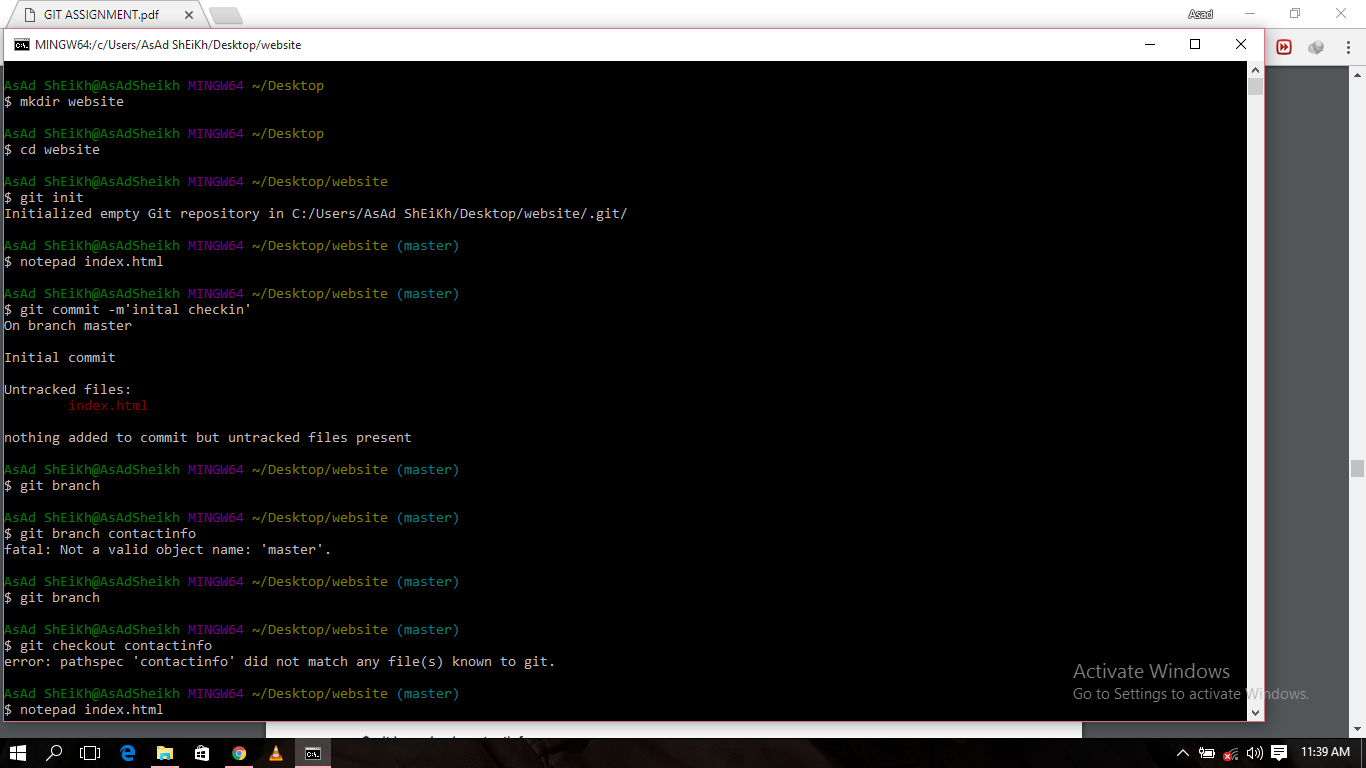 GIT ASSIGNMENT.pdf
Asad
MINGW64:/c/Users/AsAd ShEiKh/Desktop/website
AsAd ShEiKh@AsAdSheikh MINGW64 ~/Desktop
$ mkdir website
AsAd ShEiKh@AsAdSheikh MINGW64 ~/Desktop
$ cd website
AsAd ShEiKh@AsAdSheikh MINGW64 ~/Desktop/website
$ git init
Initialized empty Git repository in C:/Users/AsAd ShEiKh/Desktop/website/.git/
AsAd ShEiKh@AsAdSheikh MINGW64 ~/Desktop/website (master)
$ notepad index.html
AsAd ShEiKh@AsAdSheikh MINGW64 ~/Desktop/website (master)
$ git commit -m'inital checkin'
On branch master
Initial commit
Untracked files:
index.html
nothing added to commit but untracked files present
AsAd ShEiKh@AsAdSheikh MINGW64 ~/Desktop/website (master)
$ git branch
AsAd ShEiKh@AsAdSheikh MINGW64 ~/Desktop/website (master)
$ git branch contactinfo
fatal: Not a valid object name: 'master'.
AsAd ShEiKh@AsAdSheikh MINGW64 ~/Desktop/website (master)
$ git branch
AsAd ShEiKh@AsAdSheikh MINGW64 ~/Desktop/website (master)
$ git checkout contactinfo
error: pathspec 'contactinfo' did not match any file(s) known to git.
AsAd ShEiKh@AsAdSheikh MINGW64 ~/Desktop/website (master)
$ notepad index.html
Activate Windows
Go to Settings to activate Windows.
11:39 AM